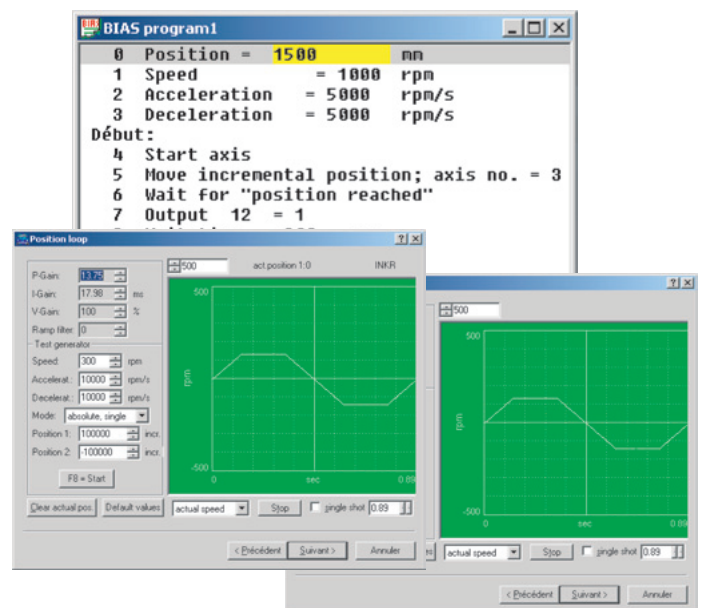 BIAS program1
0 Position = 1500 mm
1 Speed = 1000 rpm
2 Acceleration = 5000 rpm/s
3 Deceleration = 5000 rpm/s
Début:
4 Start axis
5 Move incremental position; axis no. = 3
6 Wait for "position reached"
7 Output 12 = 1
Position loop
P-Gain: 13.75
I-Gain: 17.98 ms
V-Gain: 100 %
Ramp filter: 0
Test generator
Speed: 300 rpm
Accelerat.: 10000 rpm/s
Decelerat.: 10000 rpm/s
Mode: absolute, single
Position 1: 100000 incr.
Position 2: -100000 incr.
F8 = Start
Clear actual pos. Default values
500 act position 1:0 INKR
500
rpm
-500
0 sec 0.89
actual speed Stop single shot 0.89
< Précédent Suivant > Annuler
500
500
rpm
-500
0 sec 0.89
actual speed Stop single shot 0.89
< Précédent Suivant > Annuler